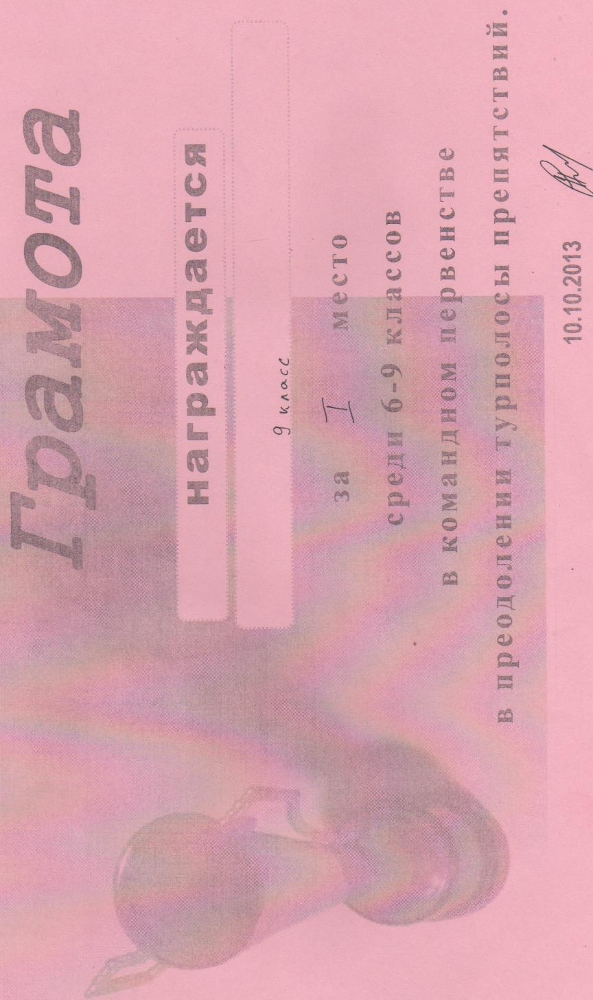 Грамота
награждается
9 класс
за I место
среди 6-9 классов
в командном первенстве
в преодолении турполосы препятствий.
10.10.2013